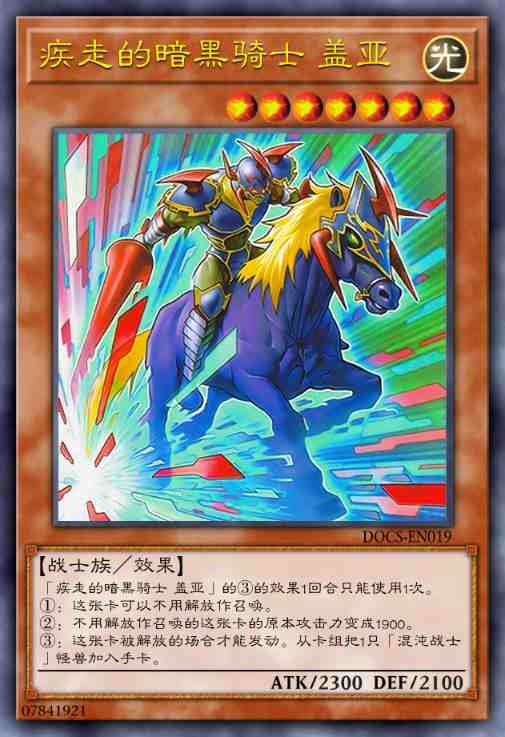 疾走的暗黑骑士 盖亚
光
DOCS-EN019
【战士族／效果】
「疾走的暗黑骑士 盖亚」的③的效果1回合只能使用1次。
①：这张卡可以不用解放作召唤。
②：不用解放作召唤的这张卡的原本攻击力变成1900。
③：这张卡被解放的场合才能发动。从卡组把1只「混沌战士
」怪兽加入手卡。
ATK/2300 DEF/2100
07841921